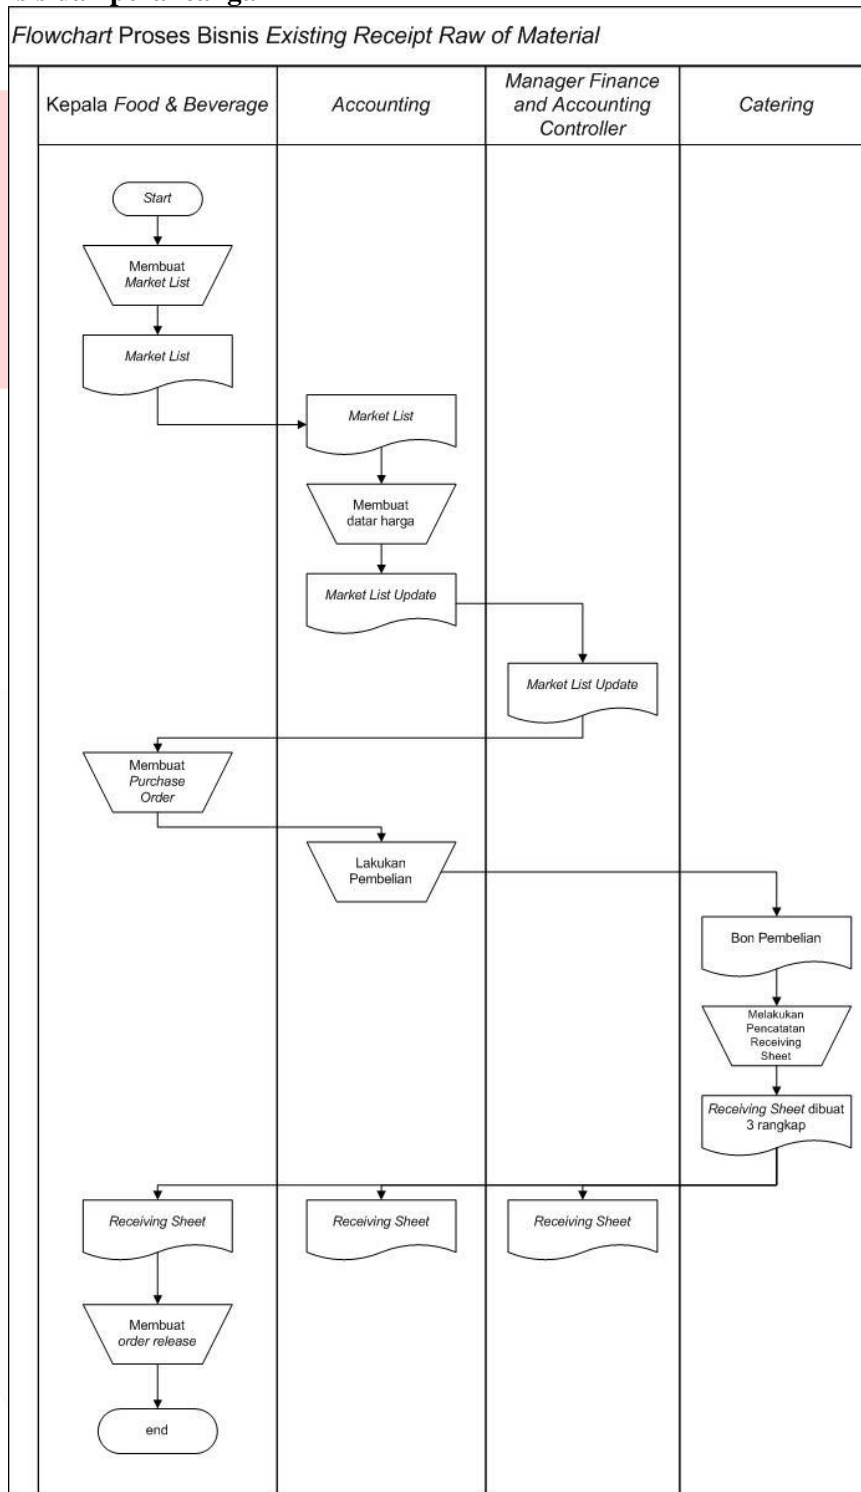 Flowchart Proses Bisnis Existing Receipt Raw of Material
Kepala Food & Beverage
Accounting
Manager Finance
and Accounting
Controller
Catering
Start
Membuat
Market List
Market List
Market List
Membuat
datar harga
Market List Update
Market List Update
Membuat
Purchase
Order
Lakukan
Pembelian
Bon Pembelian
Melakukan
Pencatatan
Receiving
Sheet
Receiving Sheet dibuat
3 rangkap
Receiving Sheet
Receiving Sheet
Receiving Sheet
Membuat
order release
end